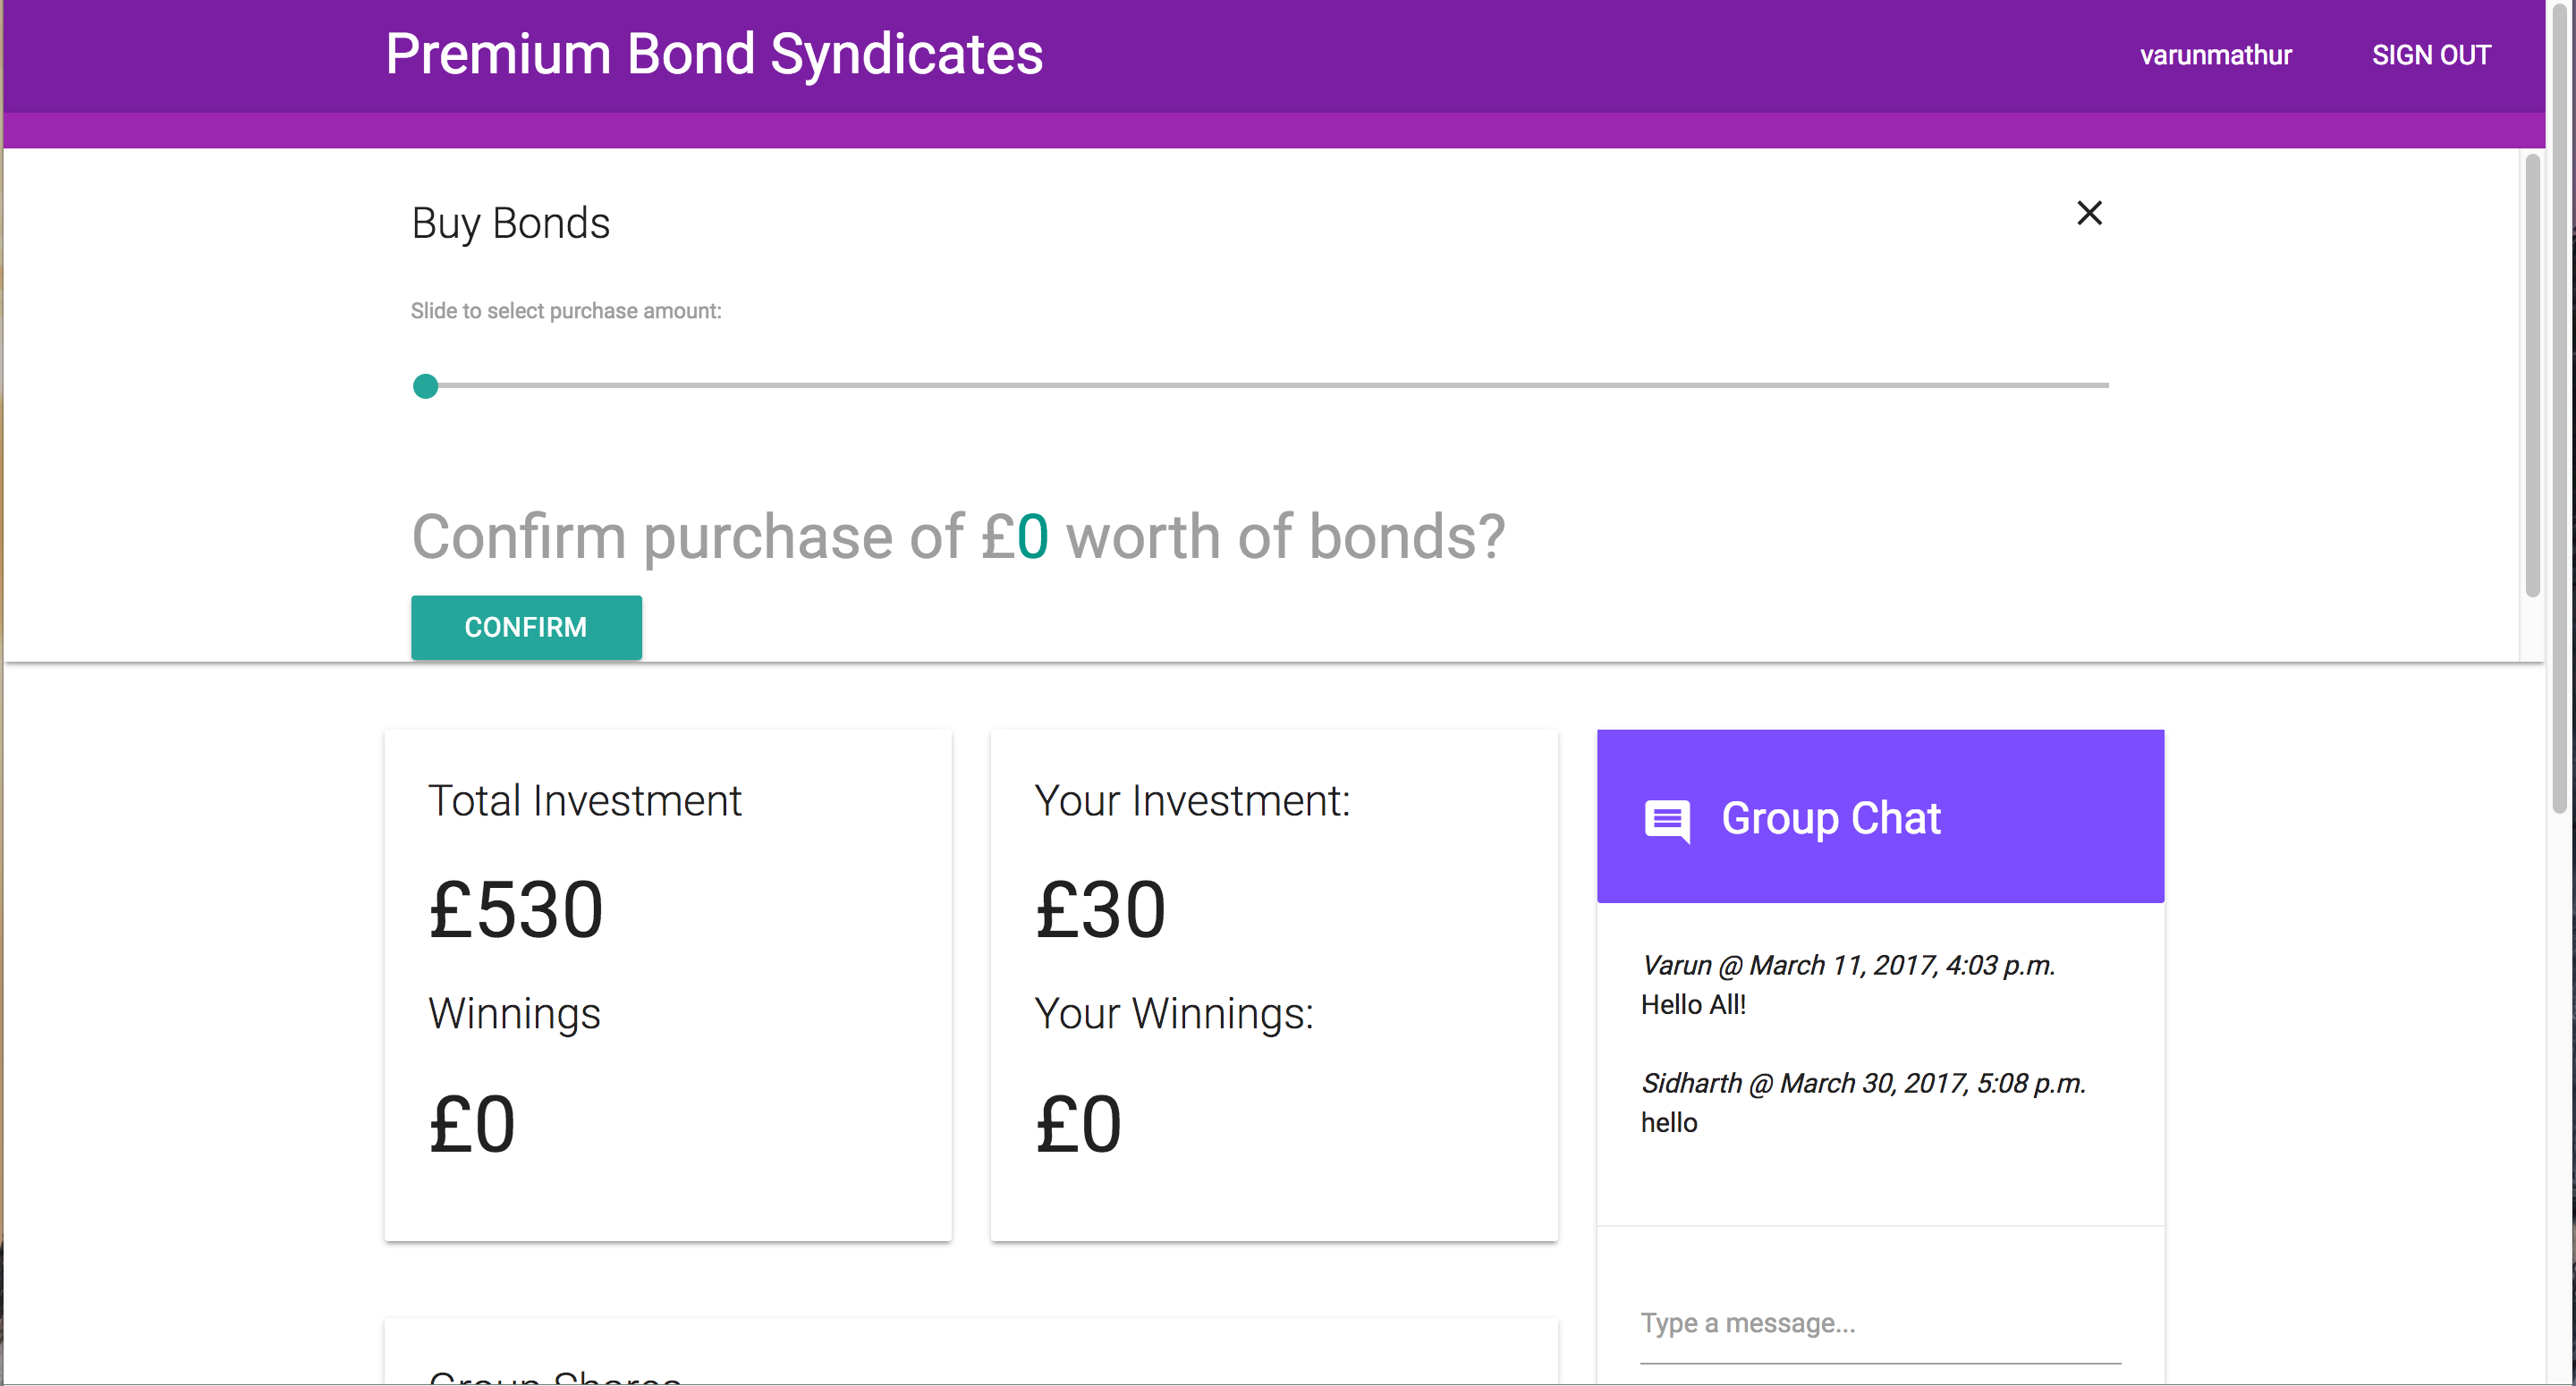 Premium Bond Syndicates
varunmathur
SIGN OUT
Buy Bonds
Slide to select purchase amount:
Confirm purchase of £0 worth of bonds?
CONFIRM
Total Investment
£530
Winnings
£0
Your Investment:
£30
Your Winnings:
£0
Group Chat
Varun @ March 11, 2017, 4:03 p.m.
Hello All!
Sidharth @ March 30, 2017, 5:08 p.m.
hello
Type a message...
Group Shares